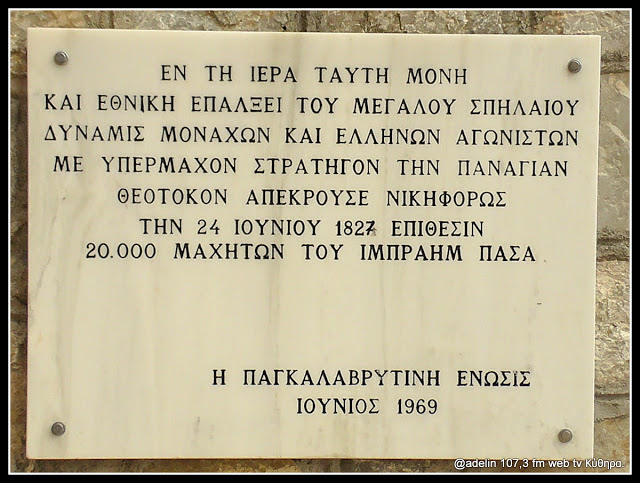 ΕΝ ΤΗ ΙΕΡΑ ΤΑΥΤΗ ΜΟΝΗ
ΚΑΙ ΕΘΝΙΚΗ ΕΠΑΛΞΕΙ ΤΟΥ ΜΕΓΑΛΟΥ ΣΠΗΛΑΙΟΥ
ΔΥΝΑΜΙΣ ΜΟΝΑΧΩΝ ΚΑΙ ΕΛΛΗΝΩΝ ΑΓΩΝΙΣΤΩΝ
ΜΕ ΥΠΕΡΜΑΧΟΝ ΣΤΡΑΤΗΓΟΝ ΤΗΝ ΠΑΝΑΓΙΑΝ
ΘΕΟΤΟΚΟΝ ΑΠΕΚΡΟΥΣΕ ΝΙΚΗΦΟΡΩΣ
ΤΗΝ 24 ΙΟΥΝΙΟΥ 1827 ΕΠΙΘΕΣΙΝ
20.000 ΜΑΧΗΤΩΝ ΤΟΥ ΙΜΠΡΑΗΜ ΠΑΣΑ
Η ΠΑΓΚΑΛΑΒΡΥΤΙΝΗ ΕΝΩΣΙΣ
ΙΟΥΝΙΟΣ 1969
@adelin 107,3 fm web tv Κύθηρα.